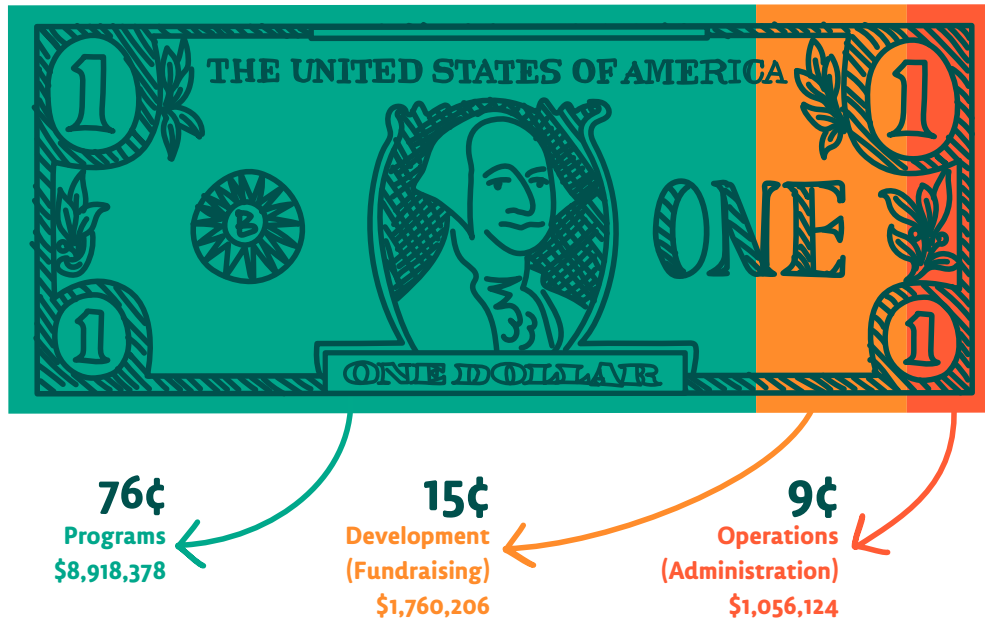 1
THE UNITED STATES OF AMERICA
1
B
ONE
1
ONE DOLLAR
1
76¢
Programs
$8,918,378
15¢
Development
(Fundraising)
$1,760,206
9¢
Operations
(Administration)
$1,056,124